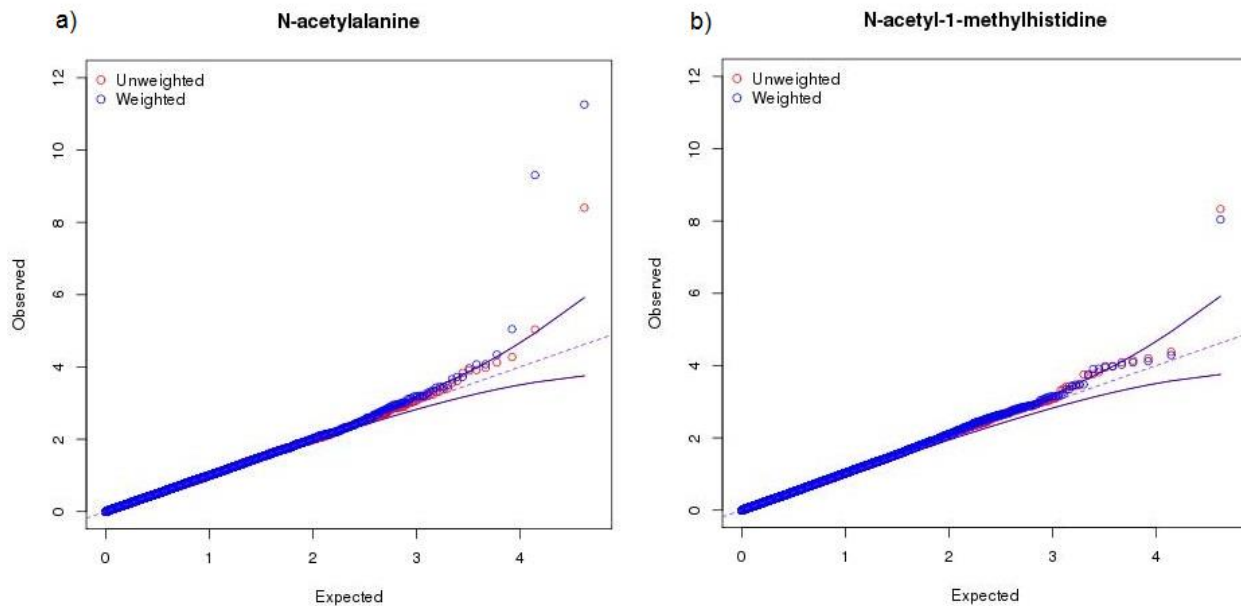 a)
N-acetylalanine
Unweighted
Weighted
12
10
8
6
4
2
0
Observed
0 1 2 3 4
Expected
b)
N-acetyl-1-methylhistidine
Unweighted
Weighted
12
10
8
6
4
2
0
Observed
0 1 2 3 4
Expected